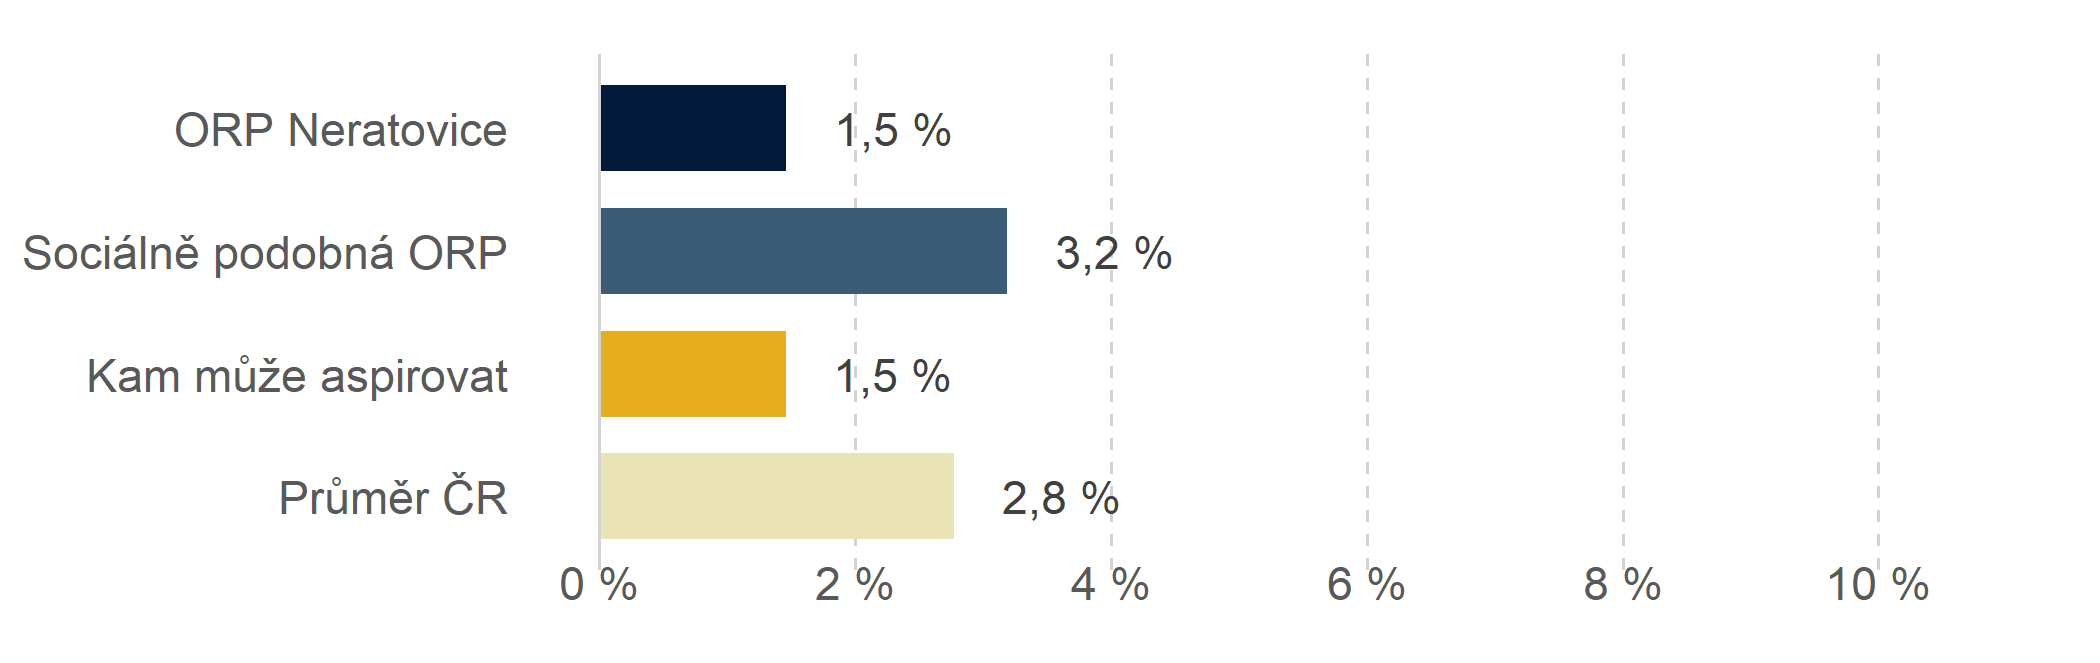 ORP Neratovice 1,5 %
Sociálně podobná ORP 3,2 %
Kam může aspirovat 1,5 %
Průměr ČR 2,8 %
0 % 2 % 4 % 6 % 8 % 10 %